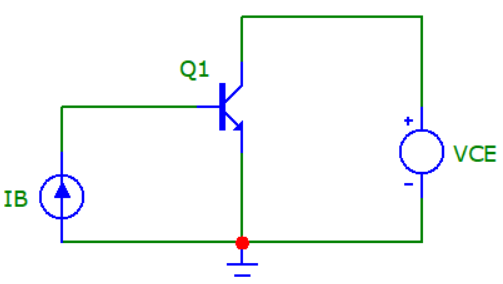 Q1
+
IB
VCE
-